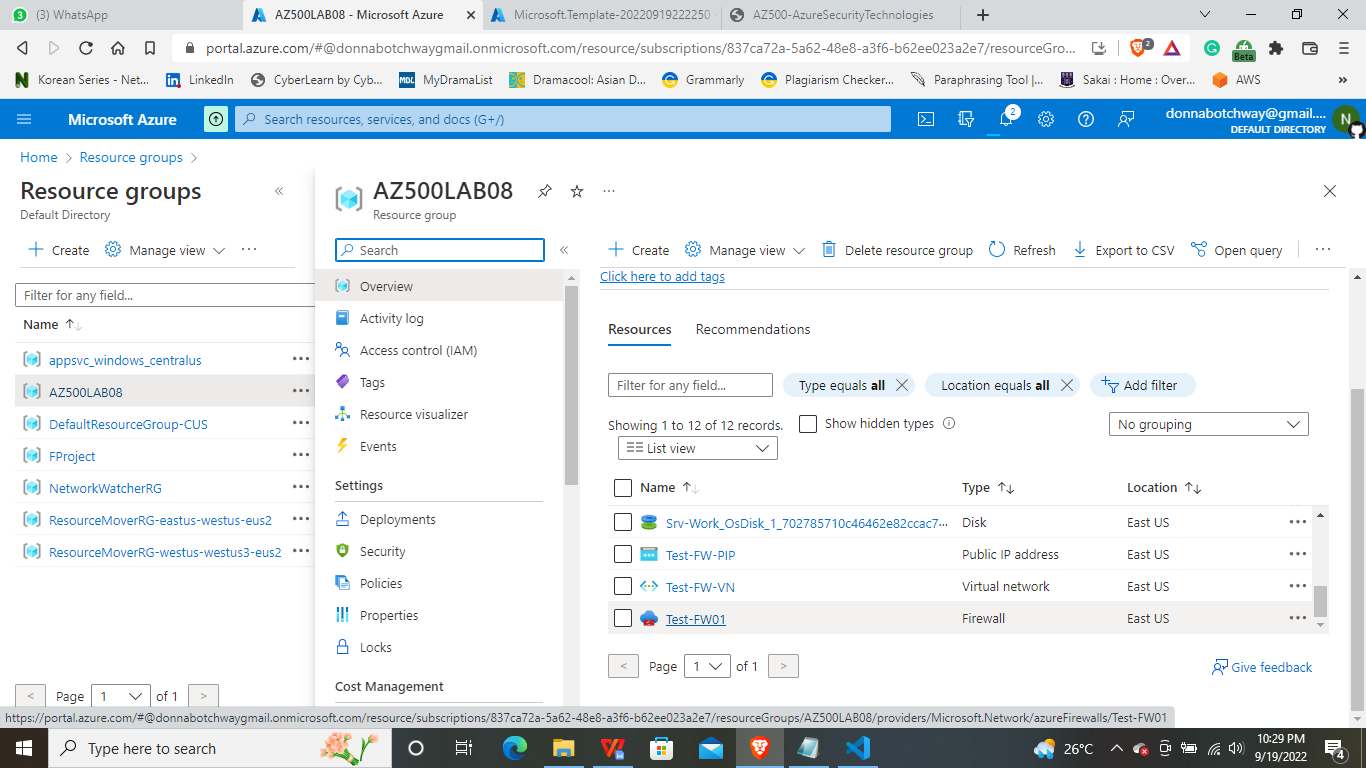 3
(3) WhatsApp
AZ500LAB08 - Microsoft Azure
Microsoft.Template-20220919222250
AZ500-AzureSecurityTechnologies
portal.azure.com/#@donnabotchwaygmail.onmicrosoft.com/resource/subscriptions/837ca72a-5a62-48e8-a3f6-b62ee023a2e7/resourceGro...
2
Beta
Korean Series - Net...
LinkedIn
CyberLearn by Cyb...
MDL
MyDramaList
Dramacool: Asian D...
Grammarly
Plagiarism Checker...
Paraphrasing Tool |...
Sakai : Home : Over...
AWS
»
Microsoft Azure
Search resources, services, and docs (G+/)
2
donnabotchway@gmail....
DEFAULT DIRECTORY
N
Home > Resource groups >
Resource groups
«
Default Directory
+ Create
Manage view
...
Filter for any field...
Name
appsvc_windows_centralus
AZ500LAB08
DefaultResourceGroup-CUS
FProject
NetworkWatcherRG
ResourceMoverRG-eastus-westus-eus2
ResourceMoverRG-westus-westus3-eus2
< Page 1 of 1 >
AZ500LAB08
...
Resource group
Search
«
Overview
Activity log
Access control (IAM)
Tags
Resource visualizer
Events
Settings
Deployments
Security
Policies
Properties
Locks
Cost Management
+ Create
Manage view
Delete resource group
Refresh
Export to CSV
Open query
...
Click here to add tags
Resources
Recommendations
Filter for any field...
Type equals all
Location equals all
Add filter
Showing 1 to 12 of 12 records.
Show hidden types
No grouping
List view
Name
Type
Location
Srv-Work_OsDisk_1_702785710c46462e82ccac7...
Disk
East US
Test-FW-PIP
Public IP address
East US
Test-FW-VN
Virtual network
East US
Test-FW01
Firewall
East US
< Page 1 of 1 >
Give feedback
https://portal.azure.com/#@donnabotchwaygmail.onmicrosoft.com/resource/subscriptions/837ca72a-5a62-48e8-a3f6-b62ee023a2e7/resourceGroups/AZ500LAB08/providers/Microsoft.Network/azureFirewalls/Test-FW01
Type here to search
26°C
10:29 PM
9/19/2022
4